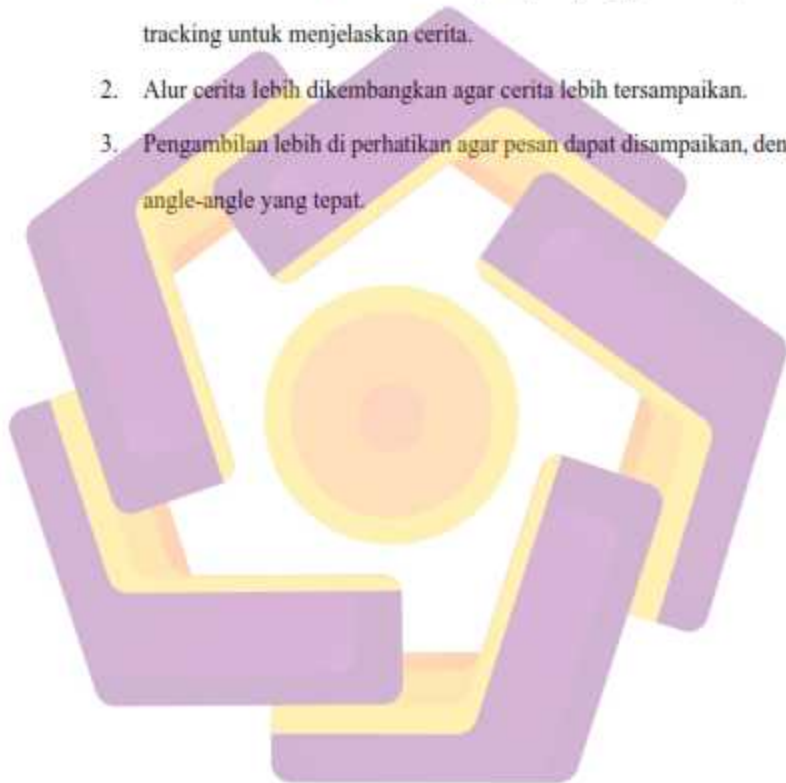 tracking untuk menjelaskan cerita.
2. Alur cerita lebih dikembangkan agar cerita lebih tersampaikan.
3. Pengambilan lebih di perhatikan agar pesan dapat disampaikan,
angle-angle yang tepat.